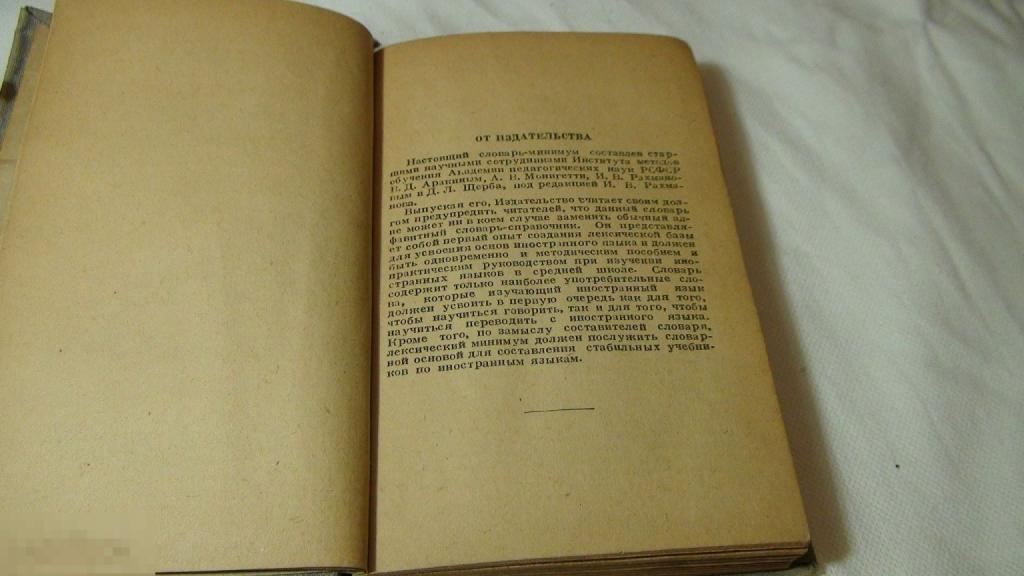 ОТ ИЗДАТЕЛЬСТВА
Настоящий словарь-минимум составлен стар-
шими научными сотрудниками Института методов
обучения Академии педагогических наук РСФСР
В. Д. Аракиным, А. В. Монигетти, И. В. Рахмано-
вым и Д. Л. Щерба, под редакцией И. В. Рахма-
нова.
Выпуская его, Издательство считает своим дол-
гом предупредить читателей, что данный словарь
не может ни в коем случае заменить обычный ал-
фавитный словарь-справочник. Он представля-
ет собой первый опыт создания лексической базы
для усвоения основ иностранного языка и должен
быть одновременно и методическим пособием и
практическим руководством при изучении ино-
странных языков в средней школе. Словарь
содержит только наиболее употребительные сло-
ва, которые изучающий иностранный язык
должен усвоить в первую очередь как для того,
чтобы научиться говорить, так и для того, чтобы
научиться переводить с иностранного языка.
Кроме того, по замыслу составителей словаря,
лексический минимум должен послужить словар-
ной основой для составления стабильных учебни-
ков по иностранным языкам.